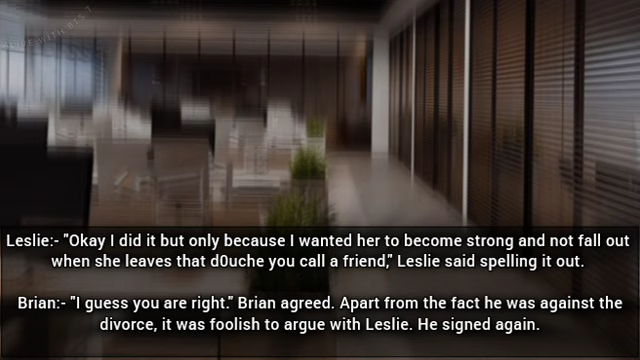 Leslie:- "Okay I did it but only because I wanted her to become strong and not fall out
when she leaves that d0uche you call a friend," Leslie said spelling it out.
Brian:- "I guess you are right." Brian agreed. Apart from the fact he was against the
divorce, it was foolish to argue with Leslie. He signed again.